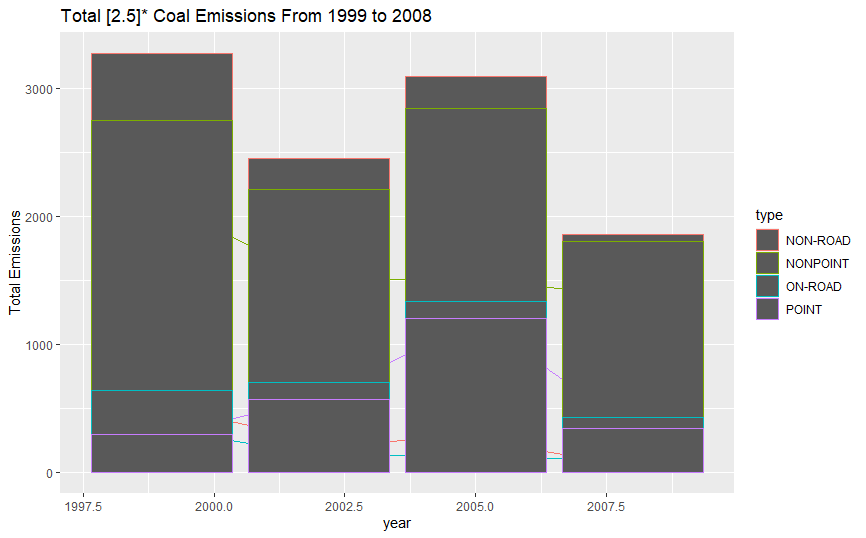 Total [2.5]* Coal Emissions From 1999 to 2008
Total Emissions
3000
2000
1000
0
1997.5
2000.0
2002.5
2005.0
2007.5
year
type
NON-ROAD
NONPOINT
ON-ROAD
POINT